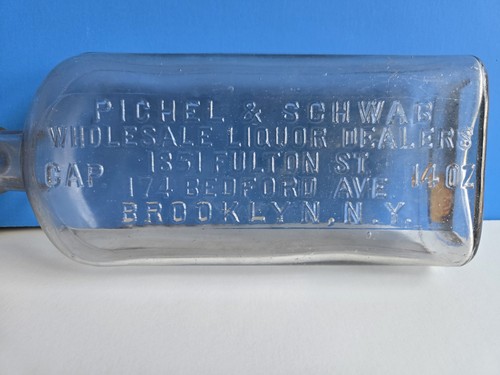 PICHEL & SCHWAB
WHOLESALE LIQUOR DEALERS
1351 FULTON ST
CAP 174 BEDFORD AVE 14 OZ
BROOKLYN, N.Y.